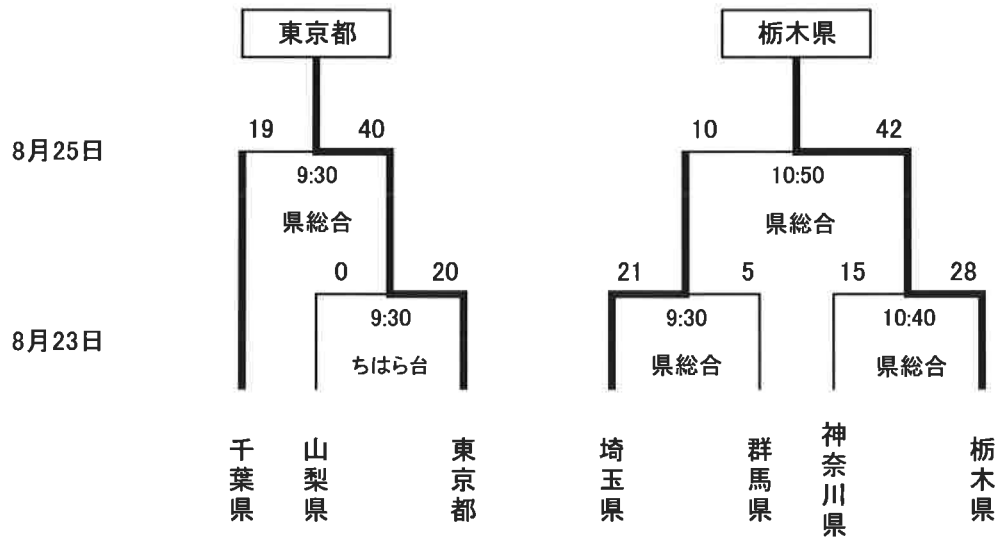 東京都
栃木県
19
40
10
42
8月25日
9:30
10:50
県総合
県総合
0
20
21
5
15
28
9:30
9:30
10:40
8月23日
ちはら台
県総合
県総合
千葉県
山梨県
東京都
埼玉県
群馬県
神奈川県
栃木県